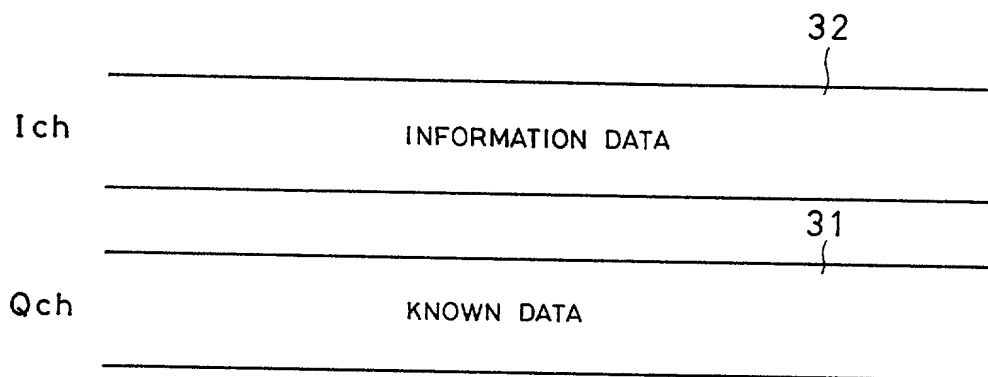 32
Ich INFORMATION DATA
31
Qch KNOWN DATA